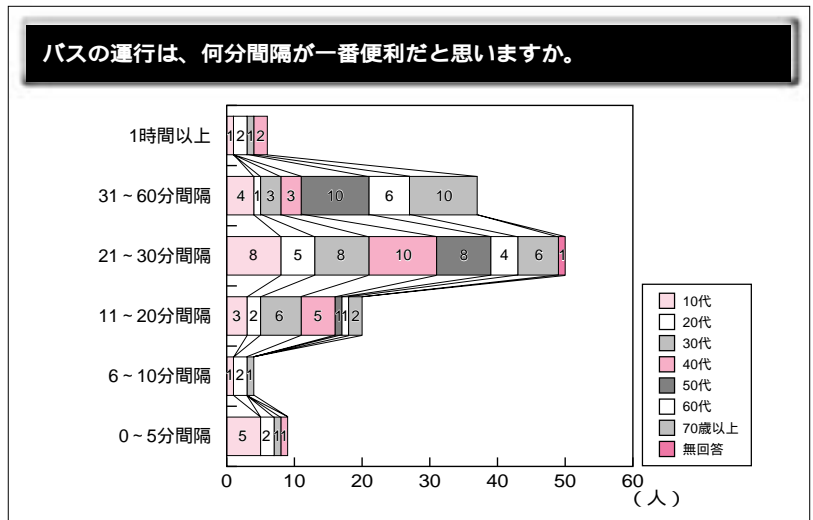 バスの運行は、何分間隔が一番便利だと思いますか。
1時間以上
1 2 1 2
31~60分間隔
4 1 3 3 10 6 10
21~30分間隔
8 5 8 10 8 4 6 1
11~20分間隔
3 2 6 5 1 1 2
6~10分間隔
1 2 1
0~5分間隔
5 2 1 1
0 10 20 30 40 50 60
(人)
10代
20代
30代
40代
50代
60代
70歳以上
無回答